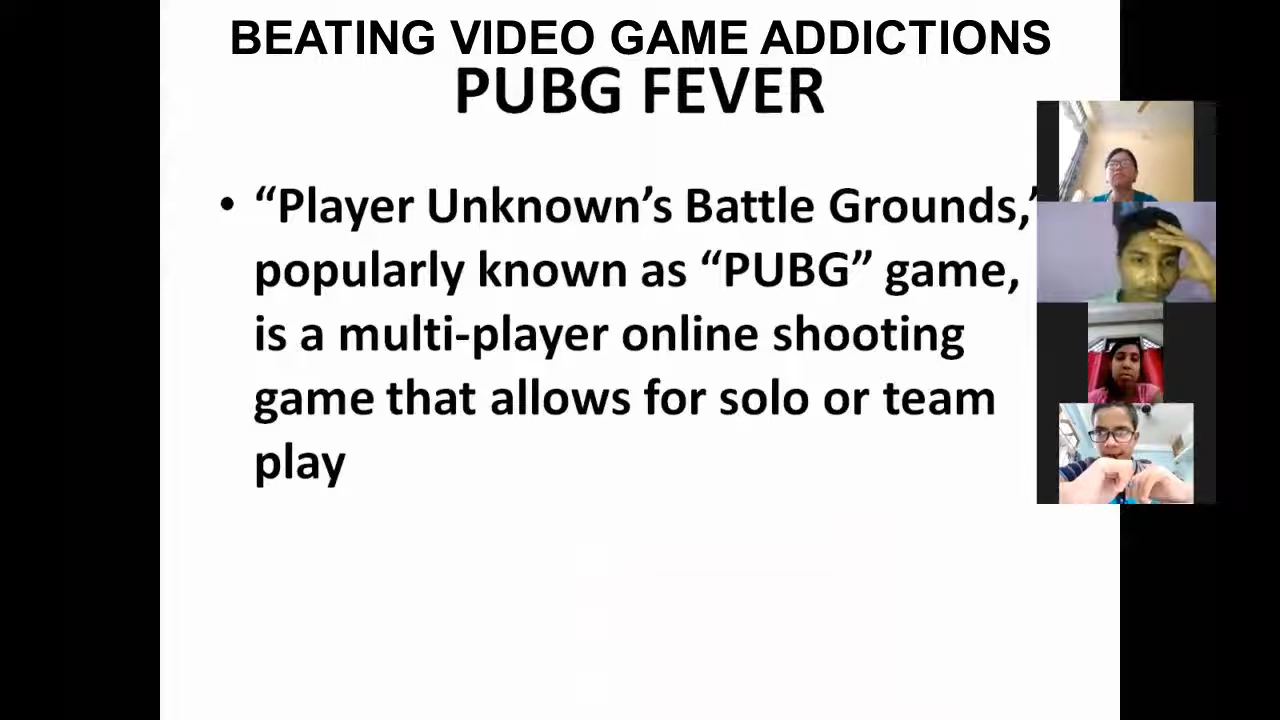 BEATING VIDEO GAME ADDICTIONS
PUBG FEVER
• “Player Unknown’s Battle Grounds,”
popularly known as “PUBG” game,
is a multi-player online shooting
game that allows for solo or team
play